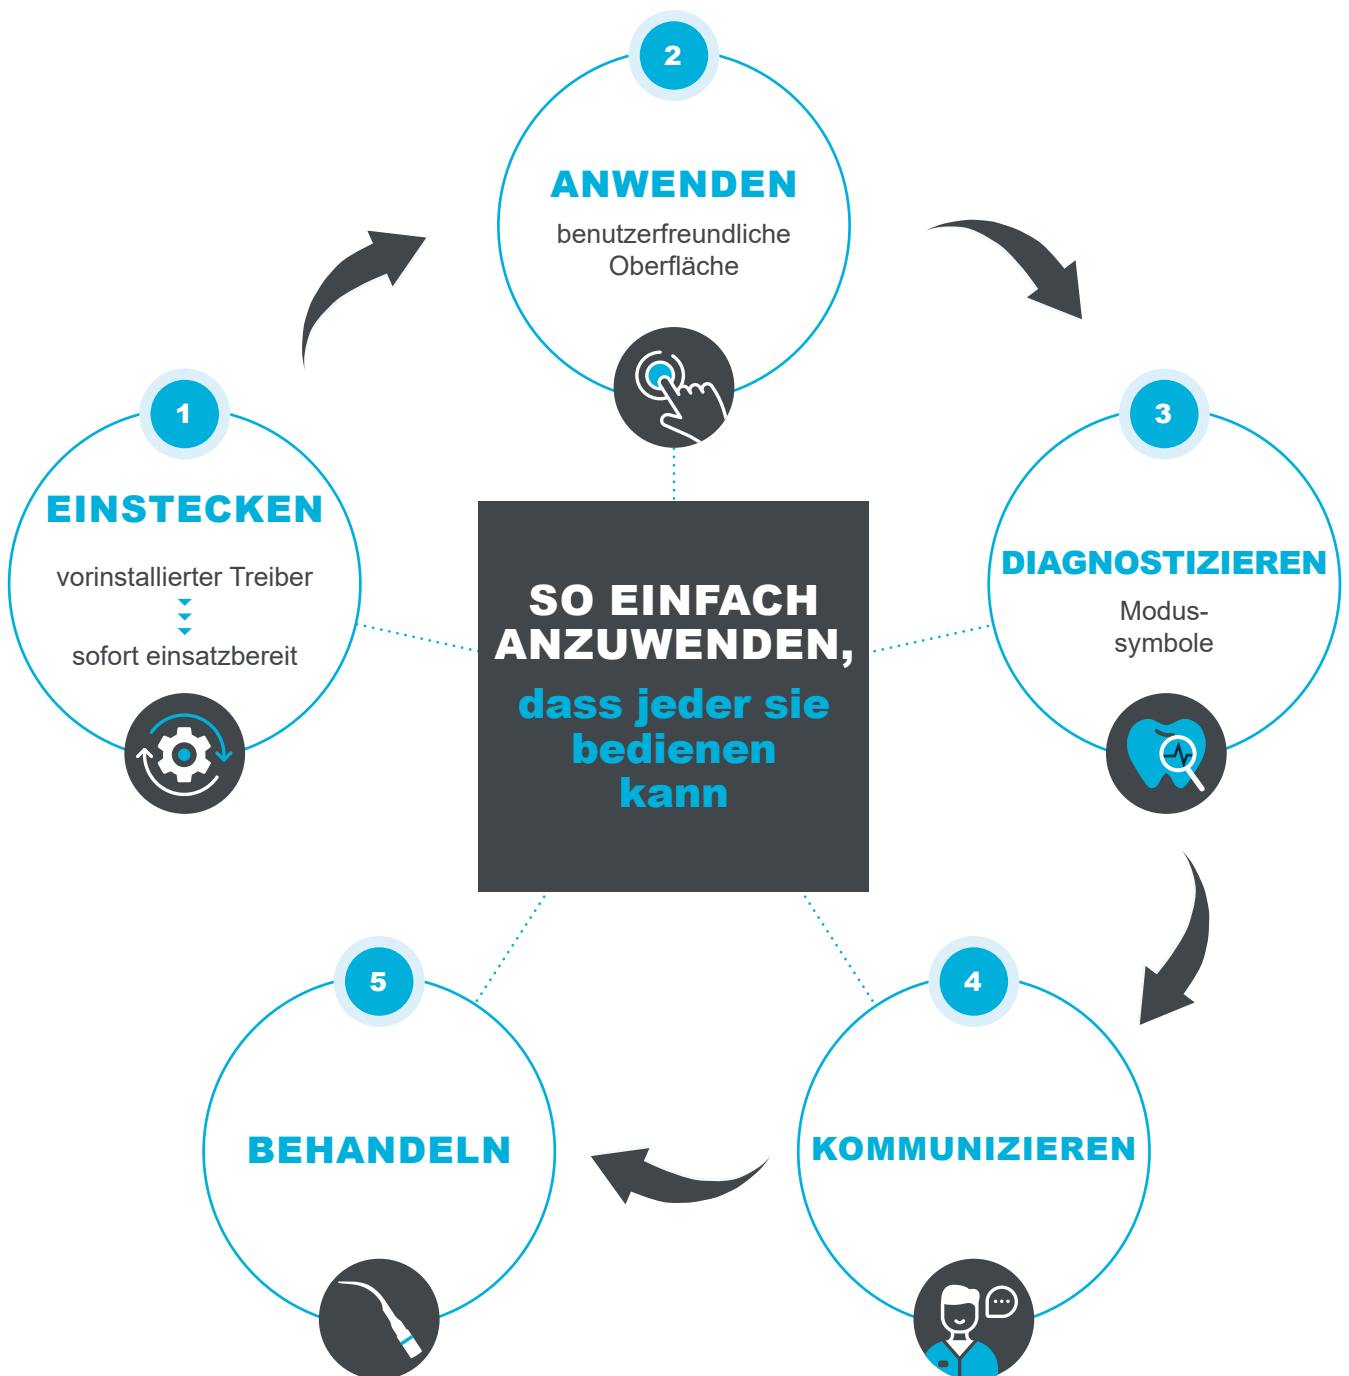 1
EINSTECKEN
vorinstallierter Treiber
sofort einsatzbereit
2
ANWENDEN
benutzerfreundliche
Oberfläche
3
DIAGNOSTIZIEREN
Modus-
symbole
4
KOMMUNIZIEREN
5
BEHANDELN
SO EINFACH
ANZUWENDEN,
dass jeder sie
bedienen
kann